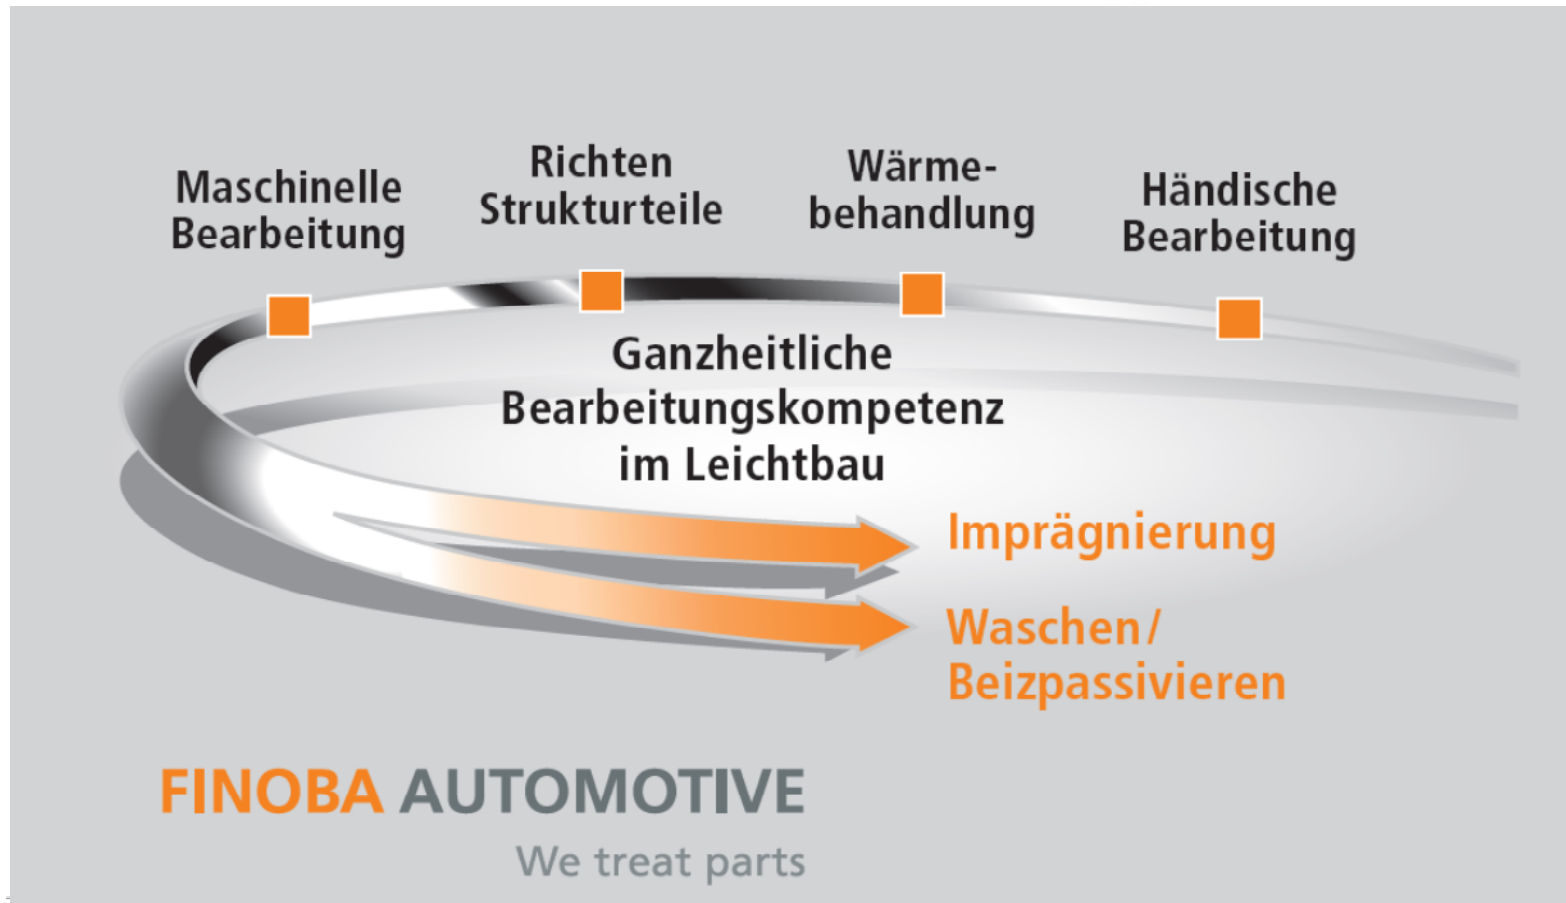 Maschinelle
Bearbeitung
Richten
Strukturteile
Wärme-
behandlung
Händische
Bearbeitung
Ganzheitliche
Bearbeitungskompetenz
im Leichtbau
Imprägnierung
Waschen /
Beizpassivieren
FINOBA AUTOMOTIVE
We treat parts